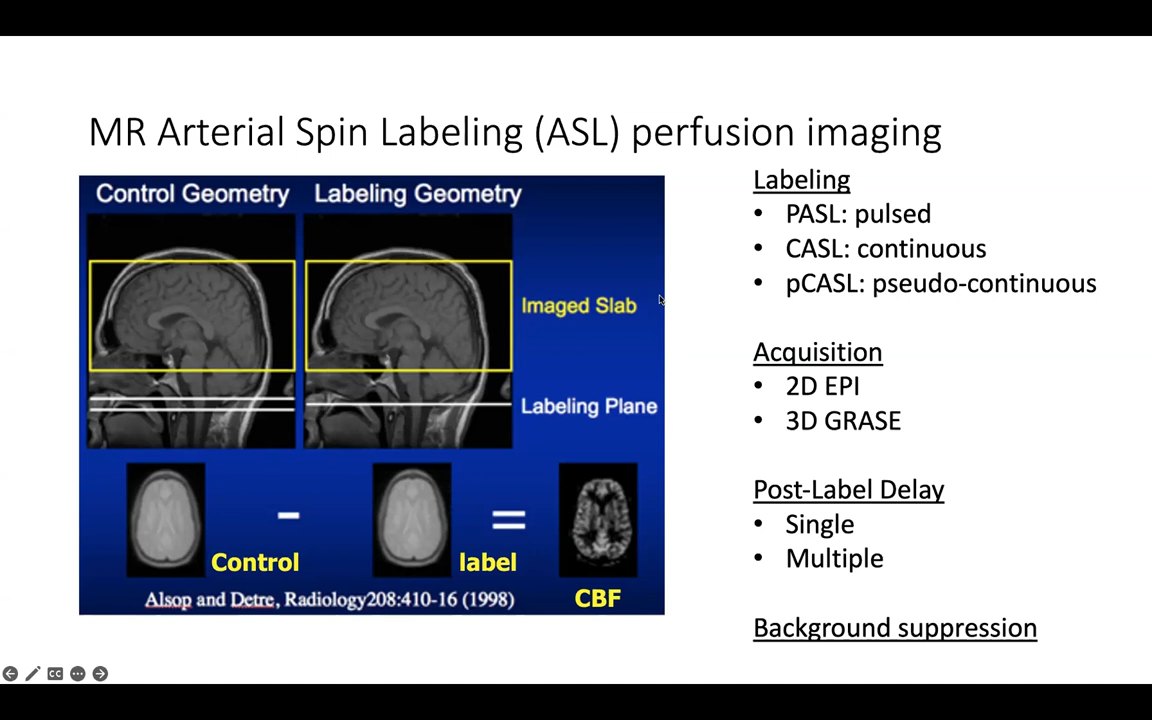 MR Arterial Spin Labeling (ASL) perfusion imaging
Control Geometry
Labeling Geometry
Imaged Slab
Labeling Plane
Control
label
CBF
Alsop and Detre, Radiology208:410-16 (1998)
Labeling
• PASL: pulsed
• CASL: continuous
• pCASL: pseudo-continuous
Acquisition
• 2D EPI
• 3D GRASE
Post-Label Delay
• Single
• Multiple
Background suppression
CC